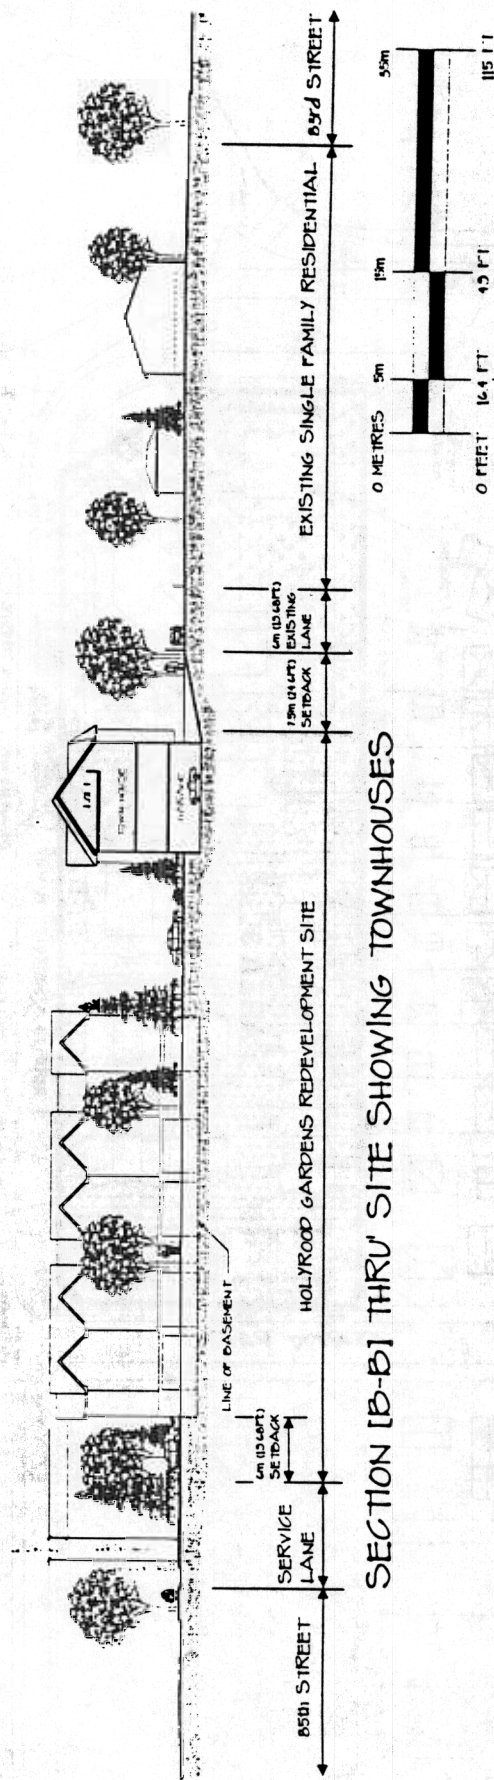 LOFT
TOWNHOUSE
GARAGE
LINE OF BASEMENT
6m (19.68FT)
SETBACK
7.5m (24.6FT)
SETBACK
6m (19.68FT)
EXISTING
LANE
85th STREET
SERVICE
LANE
HOLYROOD GARDENS REDEVELOPMENT SITE
EXISTING SINGLE FAMILY RESIDENTIAL
83rd STREET
SECTION [B-B] THRU' SITE SHOWING TOWNHOUSES
0 METRES 5m 15m 35m
0 FEET 16.4 FT 49 FT 115 FT